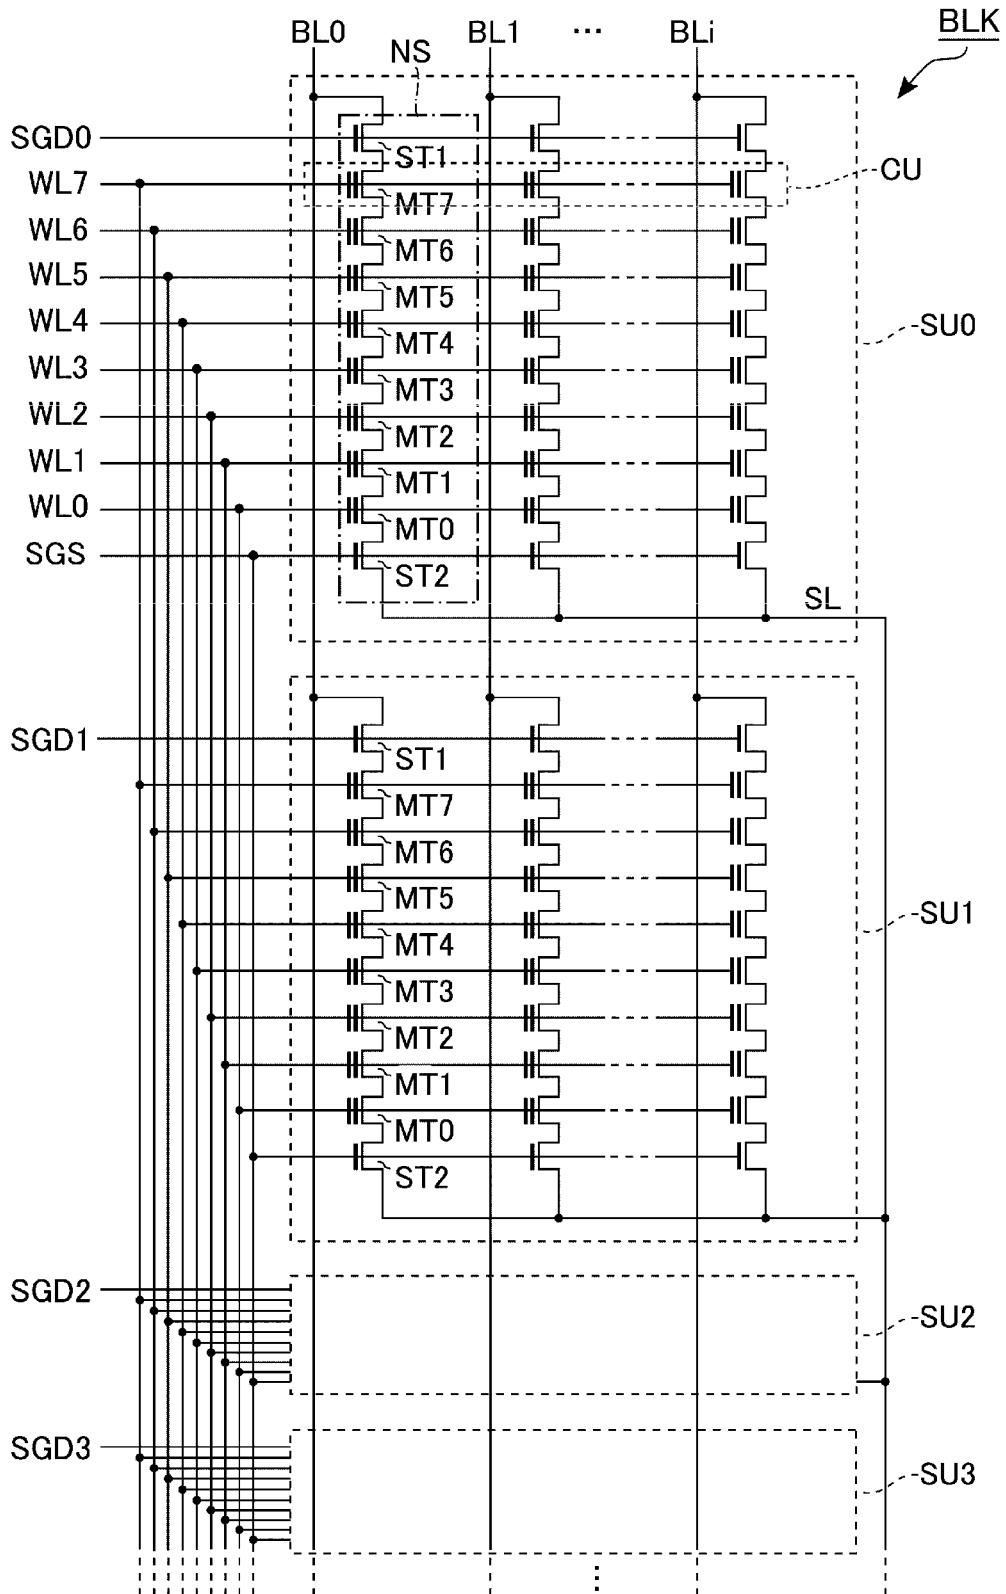 BLK
BL0 BL1 ... BLi
NS
SGD0
ST1
CU
WL7
MT7
WL6
MT6
WL5
MT5
WL4
MT4
SU0
WL3
MT3
WL2
MT2
WL1
MT1
WL0
MT0
SGS
ST2
SL
SGD1
ST1
MT7
MT6
MT5
SU1
MT4
MT3
MT2
MT1
MT0
ST2
SGD2
SU2
SGD3
SU3